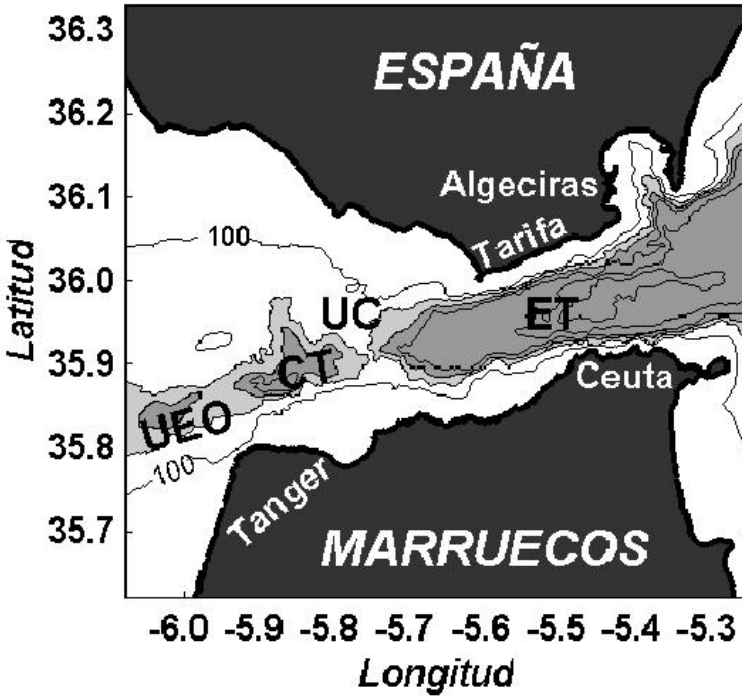 36.3
36.2
36.1
36.0
35.9
35.8
35.7
Latitud
ESPAÑA
Algeciras
Tarifa
100
UC
ET
CT
UEO
Ceuta
100
Tanger
MARRUECOS
-6.0 -5.9 -5.8 -5.7 -5.6 -5.5 -5.4 -5.3
Longitud